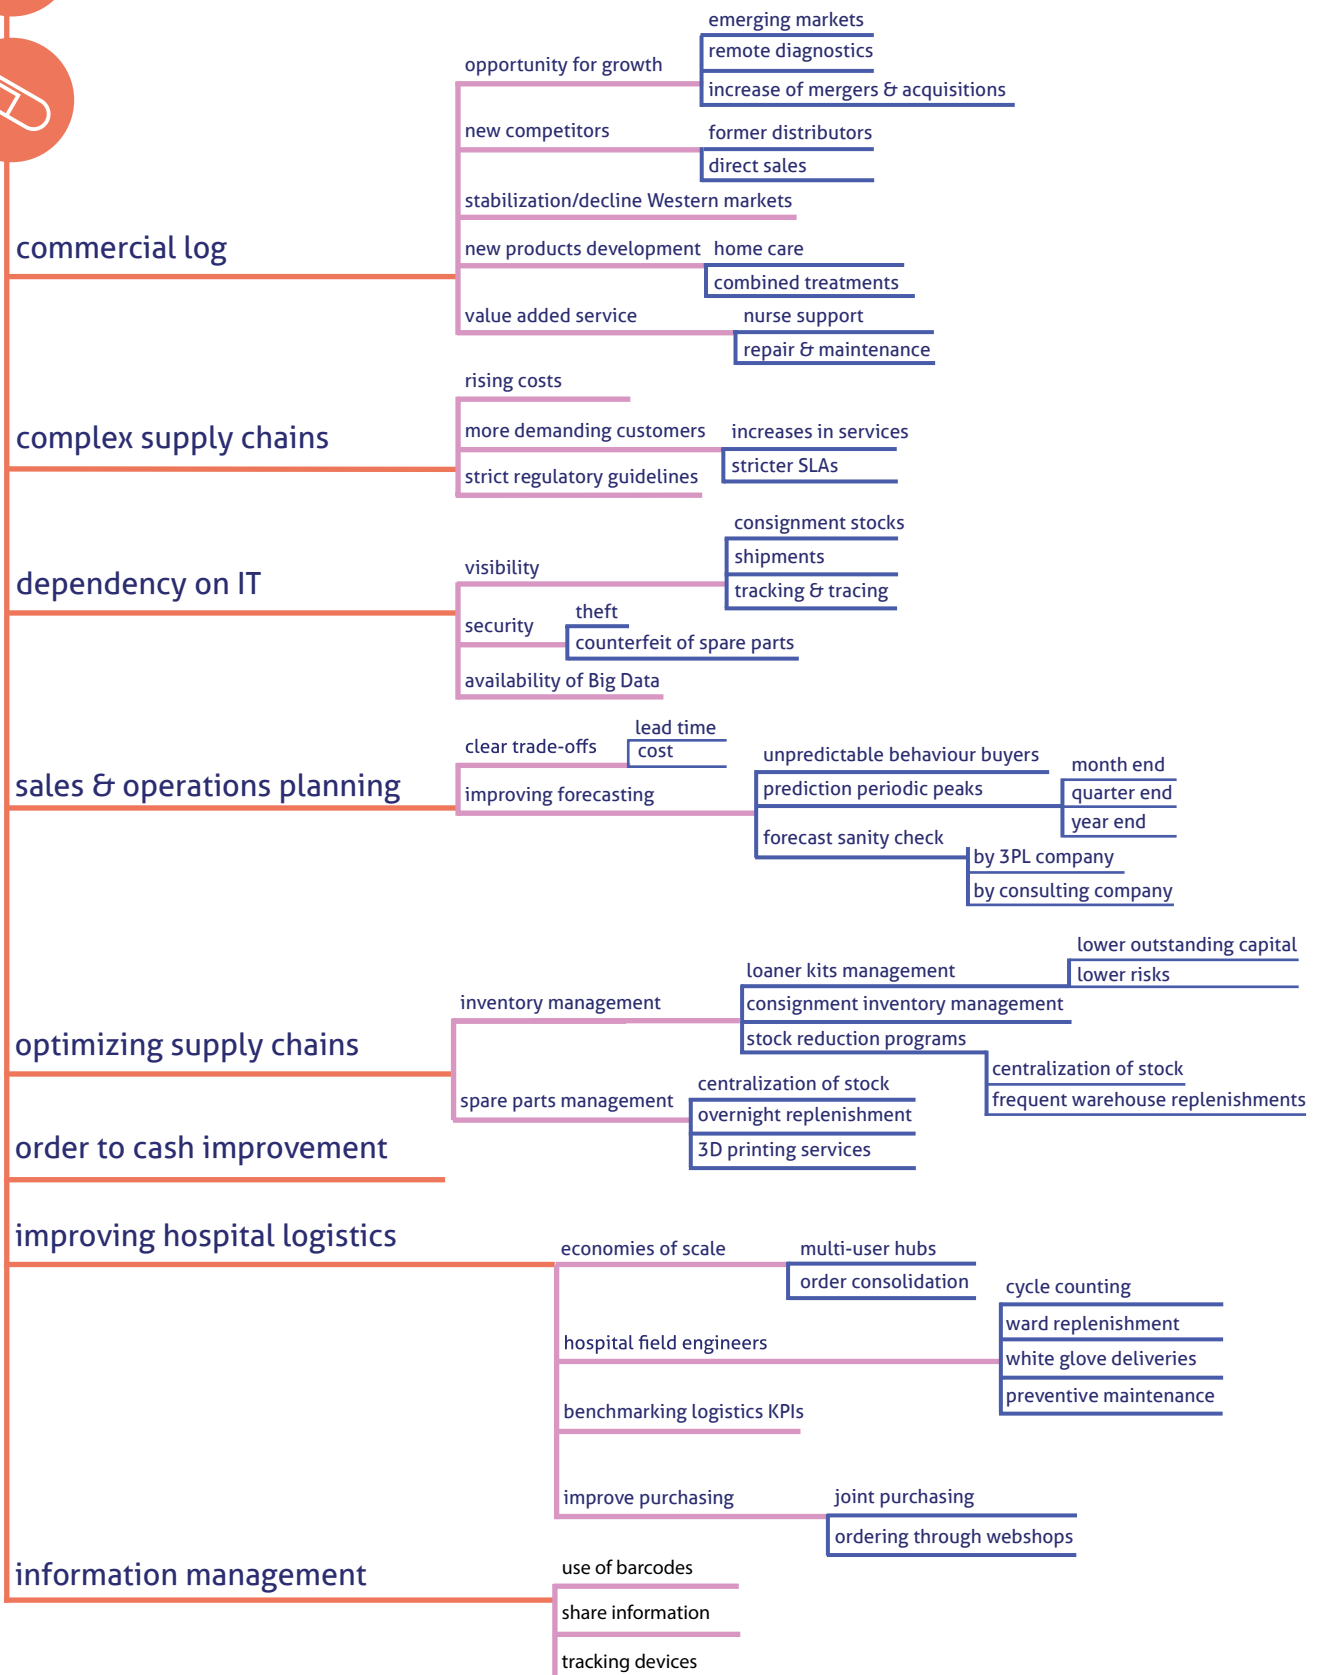 commercial log
opportunity for growth
emerging markets
remote diagnostics
increase of mergers & acquisitions
new competitors
former distributors
direct sales
stabilization/decline Western markets
new products development
home care
combined treatments
value added service
nurse support
repair & maintenance
complex supply chains
rising costs
more demanding customers
increases in services
stricter SLAs
strict regulatory guidelines
dependency on IT
visibility
consignment stocks
shipments
tracking & tracing
security
theft
counterfeit of spare parts
availability of Big Data
sales & operations planning
clear trade-offs
lead time
cost
improving forecasting
unpredictable behaviour buyers
prediction periodic peaks
month end
quarter end
year end
forecast sanity check
by 3PL company
by consulting company
optimizing supply chains
inventory management
loaner kits management
lower outstanding capital
lower risks
consignment inventory management
stock reduction programs
centralization of stock
frequent warehouse replenishments
spare parts management
centralization of stock
overnight replenishment
3D printing services
order to cash improvement
improving hospital logistics
economies of scale
multi-user hubs
order consolidation
hospital field engineers
cycle counting
ward replenishment
white glove deliveries
preventive maintenance
benchmarking logistics KPIs
improve purchasing
joint purchasing
ordering through webshops
information management
use of barcodes
share information
tracking devices